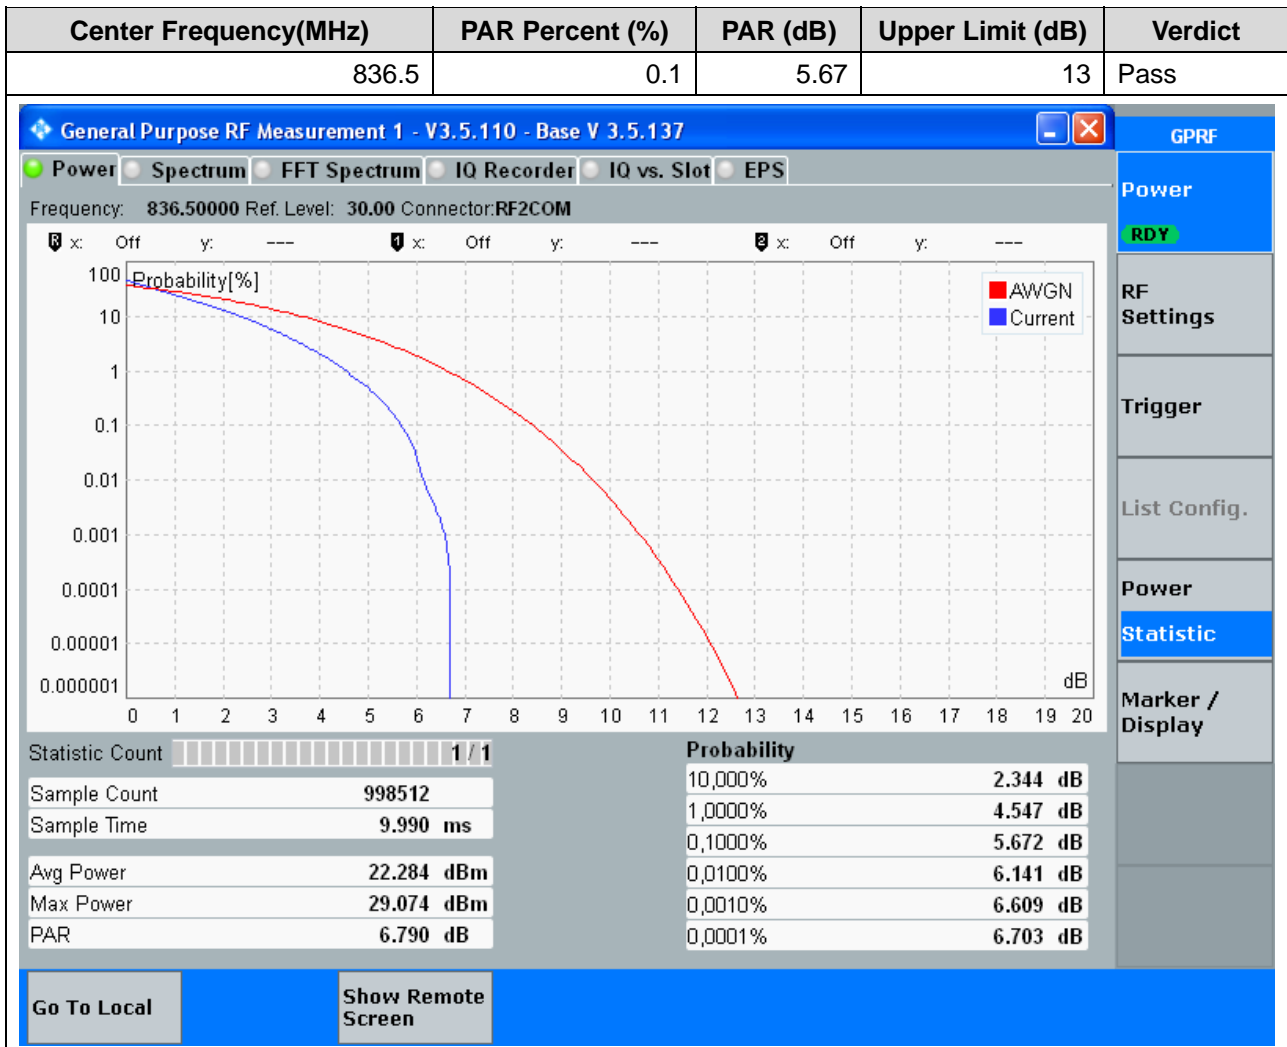 Center Frequency(MHz) PAR Percent (%) PAR (dB) Upper Limit (dB) Verdict
836.5 0.1 5.67 13 Pass
General Purpose RF Measurement 1 - V3.5.110 - Base V 3.5.137
GPRF
Power Spectrum FFT Spectrum IQ Recorder IQ vs. Slot EPS
Frequency: 836.50000 Ref. Level: 30.00 Connector:RF2COM
R x: Off y: --- 1 x: Off y: --- 2 x: Off y: ---
Probability[%]
AWGN
Current
100
10
1
0.1
0.01
0.001
0.0001
0.00001
0.000001
dB
0 1 2 3 4 5 6 7 8 9 10 11 12 13 14 15 16 17 18 19 20
Statistic Count 1 / 1
Sample Count 998512
Sample Time 9.990 ms
Avg Power 22.284 dBm
Max Power 29.074 dBm
PAR 6.790 dB
Probability
10,000% 2.344 dB
1,0000% 4.547 dB
0,1000% 5.672 dB
0,0100% 6.141 dB
0,0010% 6.609 dB
0,0001% 6.703 dB
Power
RDY
RF
Settings
Trigger
List Config.
Power
Statistic
Marker /
Display
Go To Local
Show Remote
Screen